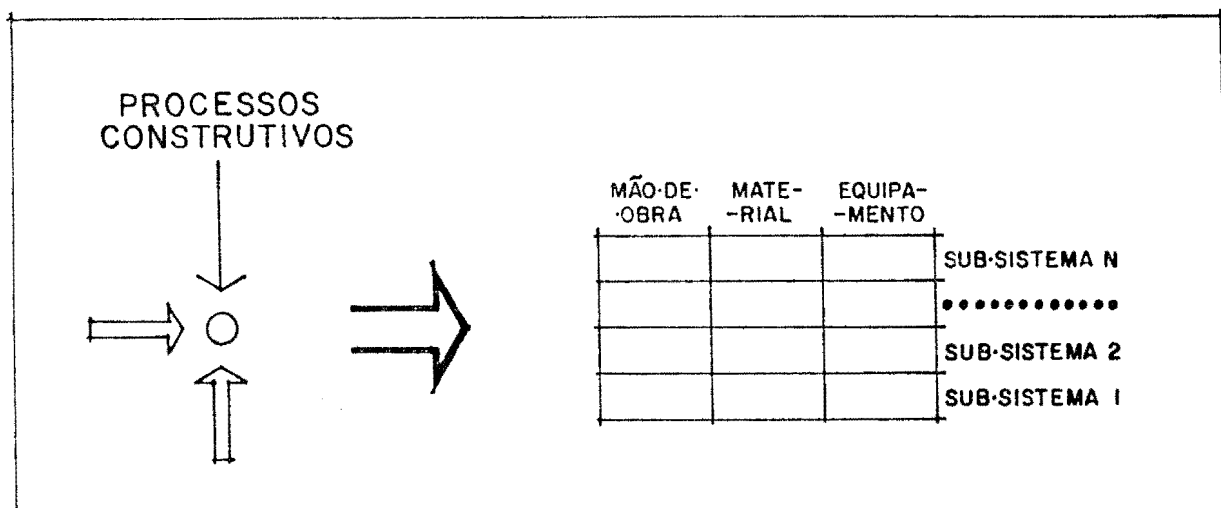 PROCESSOS
CONSTRUTIVOS
MÃO·DE·
·OBRA
MATE-
-RIAL
EQUIPA-
-MENTO
SUB·SISTEMA N
••••••••••••
SUB·SISTEMA 2
SUB·SISTEMA 1